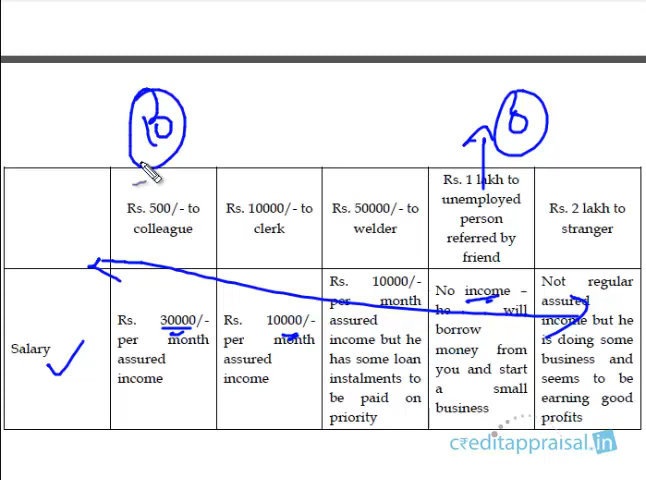 10
0
Rs. 500/- to
colleague
Rs. 10000/- to
clerk
Rs. 50000/- to
welder
Rs. 1 lakh to
unemployed
person
referred by
friend
Rs. 2 lakh to
stranger
Salary
Rs. 30000/-
per month
assured
income
Rs. 10000/-
per month
assured
income
Rs. 10000/-
per month
assured
income but he
has some loan
instalments to
be paid on
priority
No income –
he will
borrow
money from
you and start
a small
business
Not regular
assured
income but he
is doing some
business and
seems to be
earning good
profits
c₹editappraisal.in